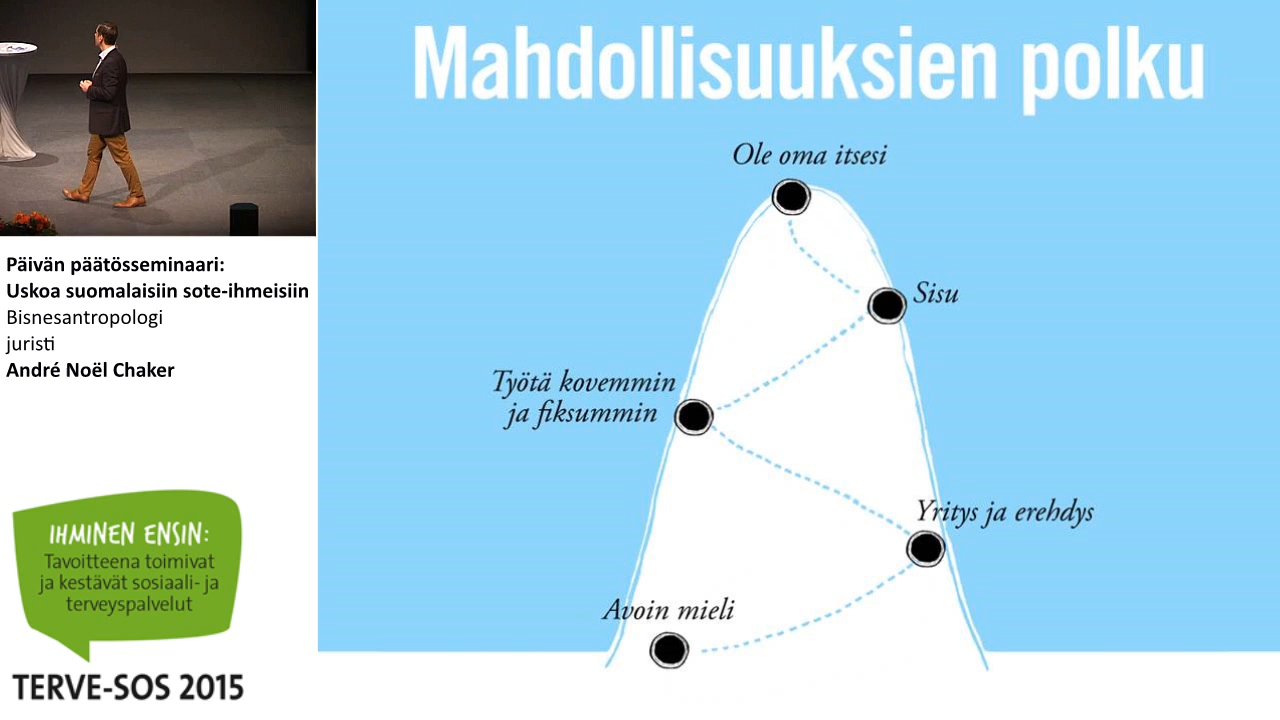 Mahdollisuuksien polku
Ole oma itsesi
Sisu
Työtä kovemmin
ja fiksummin
Yritys ja erehdys
Avoin mieli
Päivän päätösseminaari:
Uskoa suomalaisiin sote-ihmeisiin
Bisnesantropologi
juristi
André Noël Chaker
IHMINEN ENSIN:
Tavoitteena toimivat
ja kestävät sosiaali- ja
terveyspalvelut
TERVE-SOS 2015